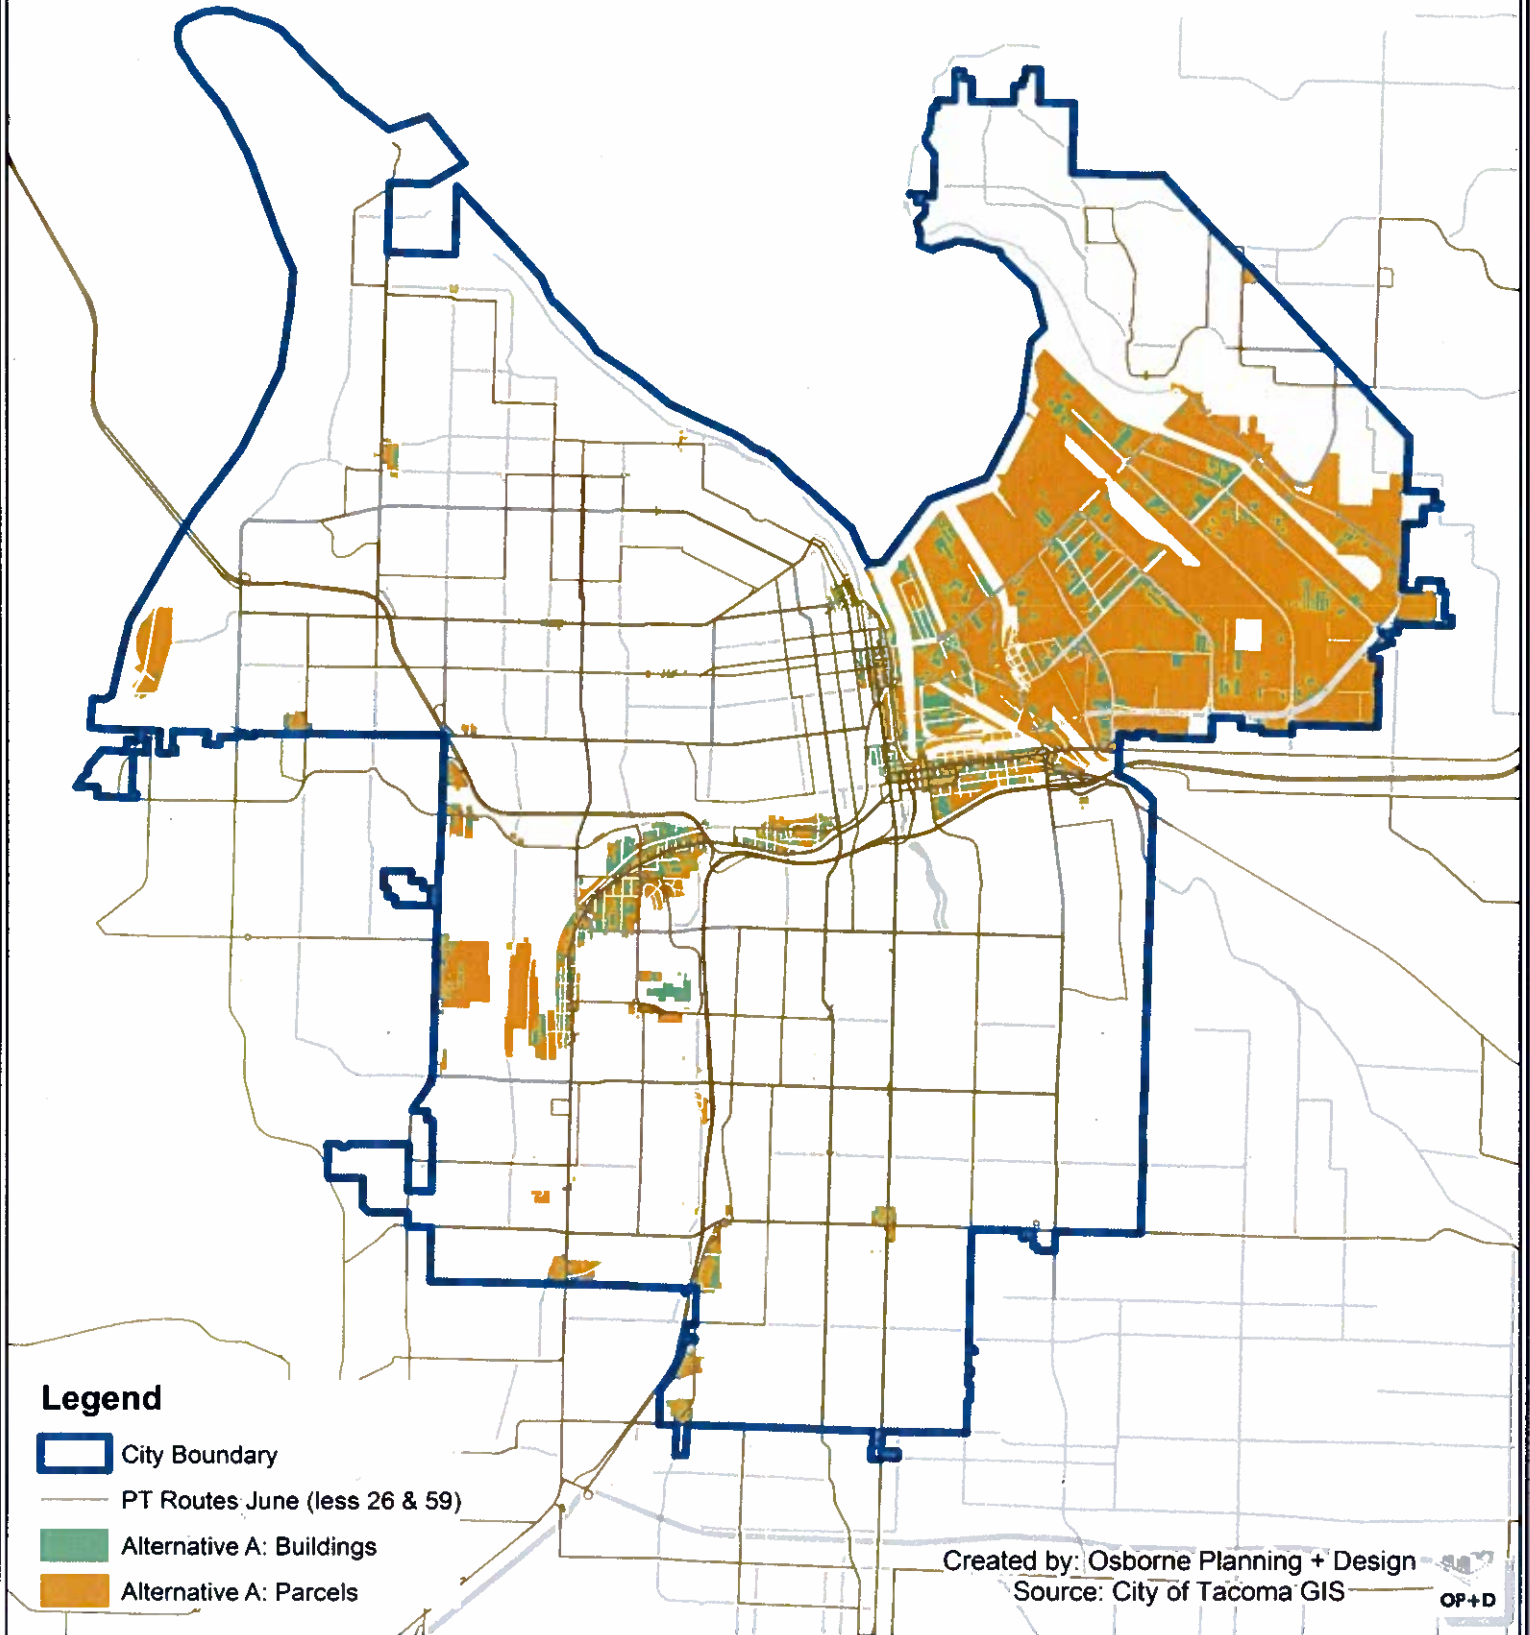 Legend
City Boundary
PT Routes June (less 26 & 59)
Alternative A: Buildings
Alternative A: Parcels
Created by: Osborne Planning + Design
Source: City of Tacoma GIS
OP+D